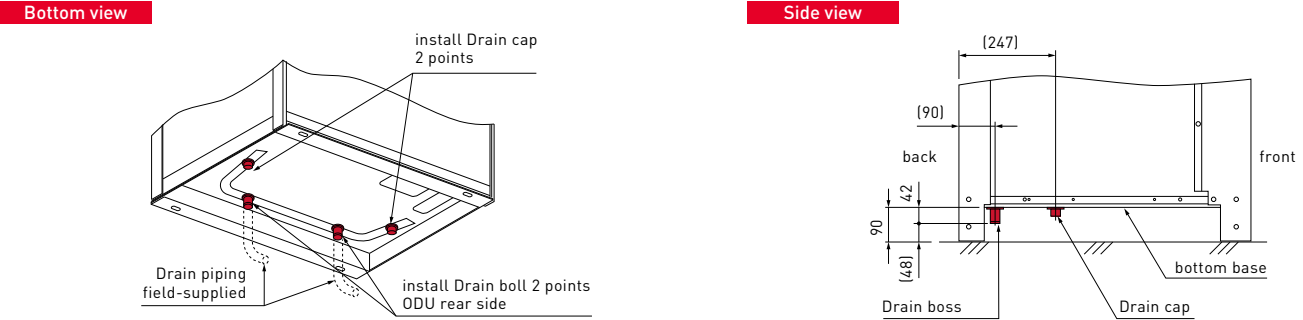 Bottom view
install Drain cap
2 points
Drain piping
field-supplied
install Drain boll 2 points
ODU rear side
Side view
(247)
(90)
back
front
42
90
(48)
bottom base
Drain boss
Drain cap